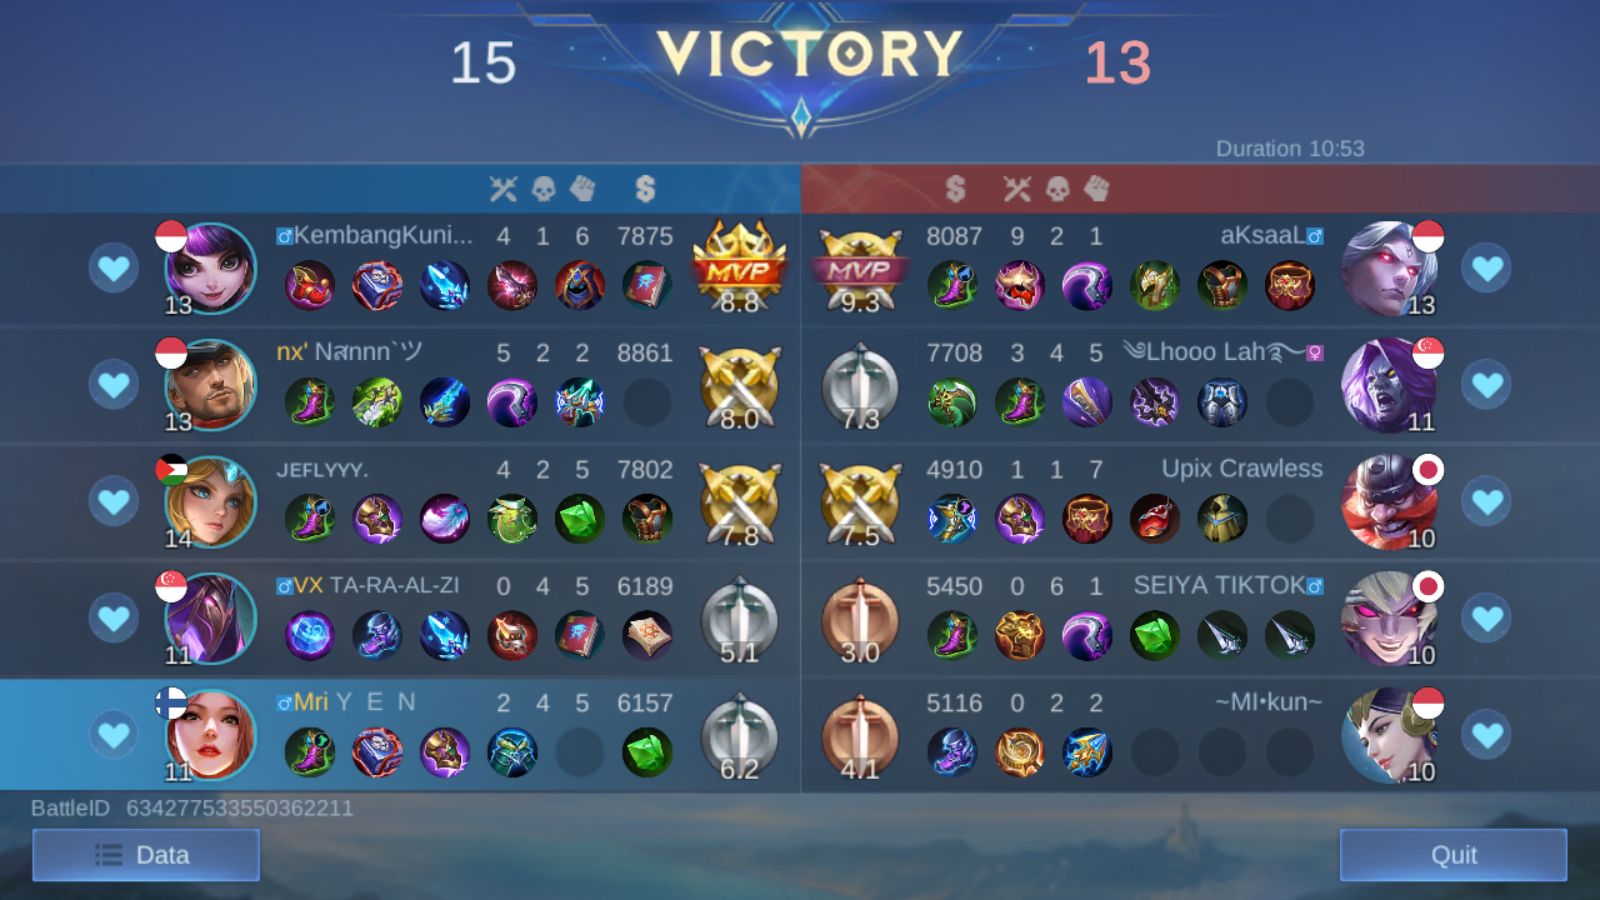 15 VICTORY 13
Duration 10:53
KembangKuni... 4 1 6 7875 MVP 8.8
13
MVP 9.3 8087 9 2 1 aKsaaL
13
nx' Nสnnn`ツ 5 2 2 8861 8.0
13
7.3 7708 3 4 5 ༄Lhooo Lah࿐
11
JEFLYYY. 4 2 5 7802 7.8
14
7.5 4910 1 1 7 Upix Crawless
10
VX TA-RA-AL-ZI 0 4 5 6189 5.1
11
3.0 5450 0 6 1 SEIYA TIKTOK
10
Mri Y E N 2 4 5 6157 6.2
11
4.1 5116 0 2 2 ~MI•kun~
10
BattleID 634277533550362211
Data
Quit